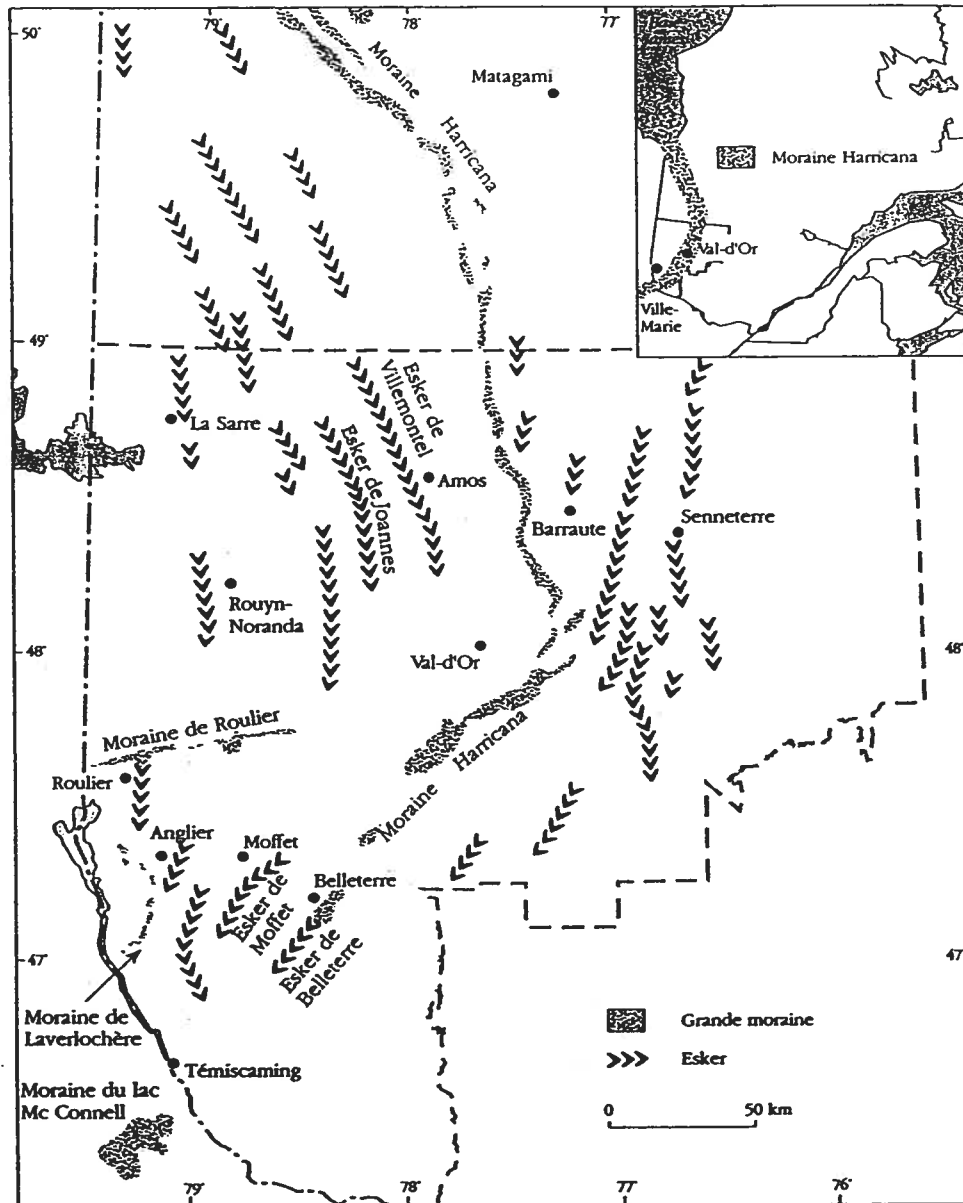 79°
78
77
50°
Moraine
Harricana
Matagami
Moraine Harricana
Val-d'Or
Ville-
Marie
49°
La Sarre
Esker de
Villemontel
Esker de Joannes
Amos
Barraute
Senneterre
Rouyn-
Noranda
48°
Val-d'Or
48°
Moraine de Roulier
Moraine
Harricana
Roulier
Anglier
Moffet
Belleterre
Esker de
Moffet
Esker de
Belleterre
47°
47°
Moraine de
Laverlochère
Témiscaming
Moraine du lac
Mc Connell
Grande moraine
Esker
0
50 km
79
78
77
76°